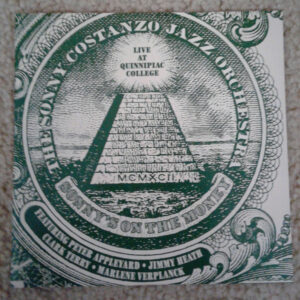 THE SONNY COSTANZO JAZZ ORCHESTRA
LIVE
AT
QUINNIPIAC
COLLEGE
MCMXCII
SONNY'S ON THE MONEY
FEATURING PETER APPLEYARD • JIMMY HEATH
CLARK TERRY • MARLENE VERPLANCK